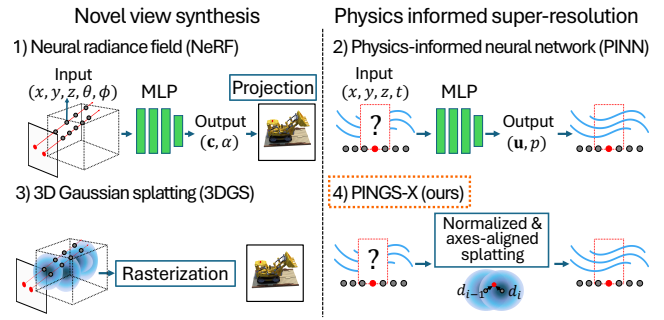 Novel view synthesis
Physics informed super-resolution
1) Neural radiance field (NeRF)
Input
(x, y, z, θ, ϕ)
MLP
Output
(𝐜, α)
Projection
2) Physics-informed neural network (PINN)
Input
(x, y, z, t)
?
MLP
Output
(𝐮, p)
3) 3D Gaussian splatting (3DGS)
Rasterization
4) PINGS-X (ours)
?
Normalized &
axes-aligned
splatting
d_{i−1} d_i